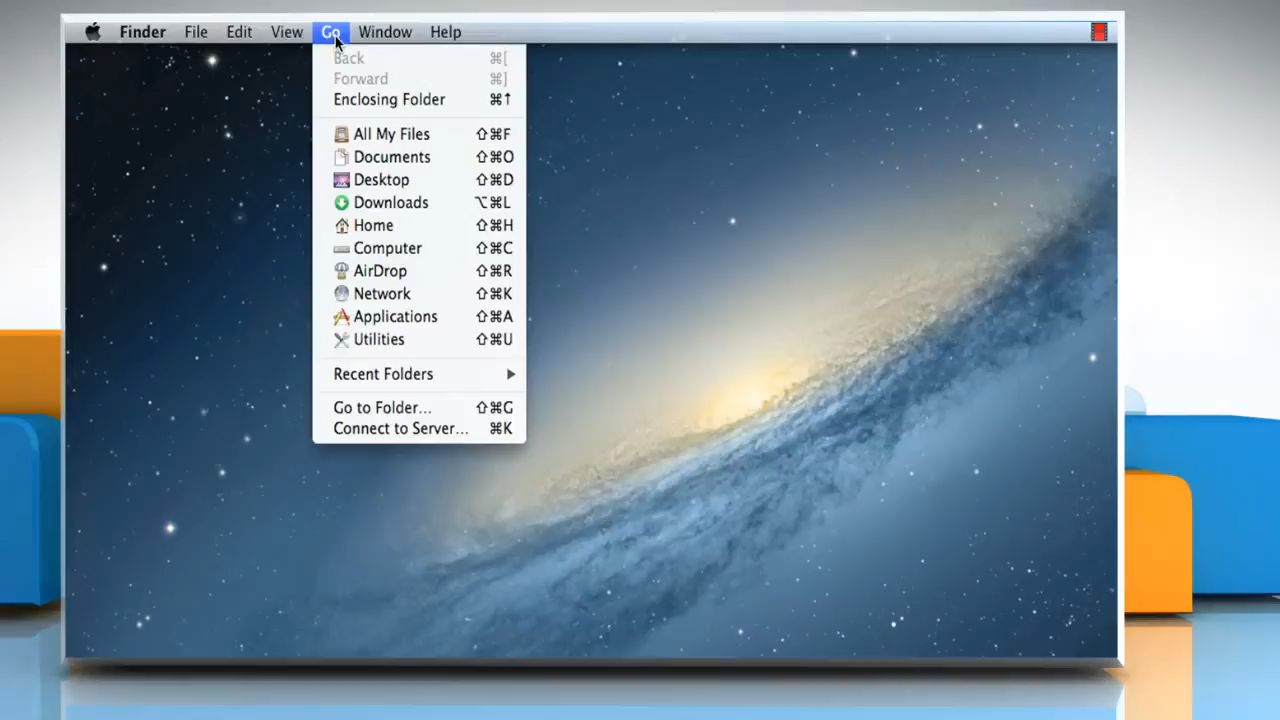 Finder File Edit View Go Window Help
Back ⌘[
Forward ⌘]
Enclosing Folder ⌘↑
All My Files ⇧⌘F
Documents ⇧⌘O
Desktop ⇧⌘D
Downloads ⌥⌘L
Home ⇧⌘H
Computer ⇧⌘C
AirDrop ⇧⌘R
Network ⇧⌘K
Applications ⇧⌘A
Utilities ⇧⌘U
Recent Folders ▶
Go to Folder... ⇧⌘G
Connect to Server... ⌘K